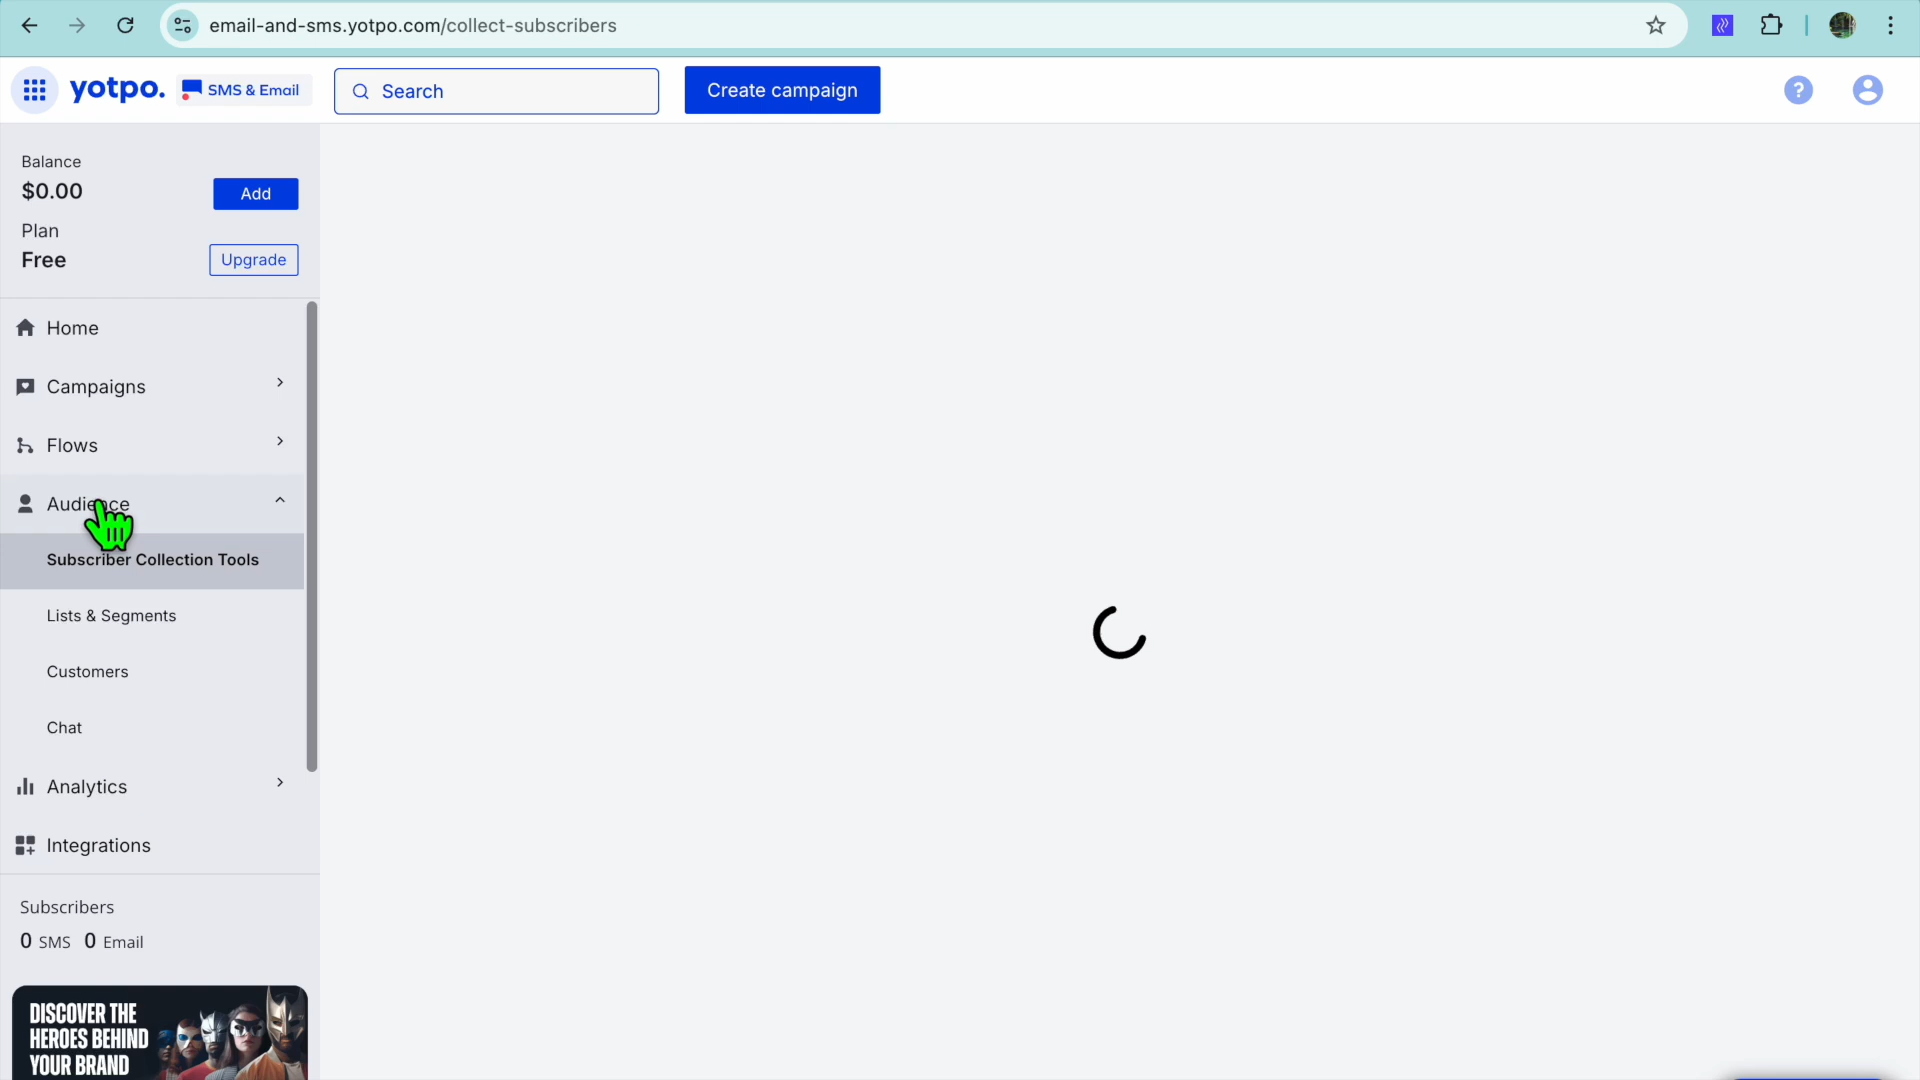 email-and-sms.yotpo.com/collect-subscribers
yotpo.
SMS & Email
Search
Create campaign
?
Balance
$0.00
Add
Plan
Free
Upgrade
Home
Campaigns
Flows
Audience
Subscriber Collection Tools
Lists & Segments
Customers
Chat
Analytics
Integrations
Subscribers
0 SMS 0 Email
DISCOVER THE
HEROES BEHIND
YOUR BRAND